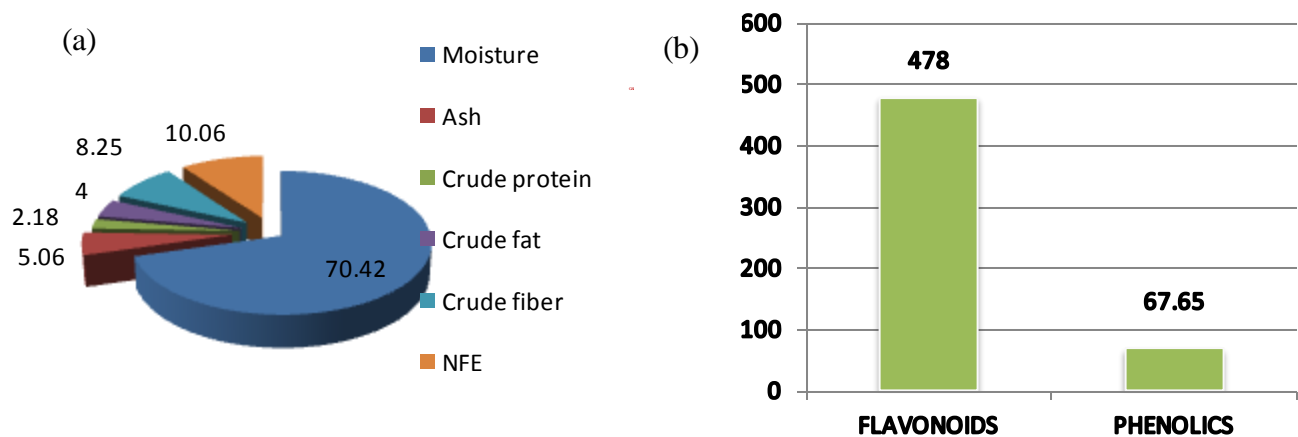 (a)
Moisture
Ash
Crude protein
Crude fat
Crude fiber
NFE
10.06
8.25
4
2.18
5.06
70.42
(b)
600
500
400
300
200
100
0
478
67.65
FLAVONOIDS
PHENOLICS